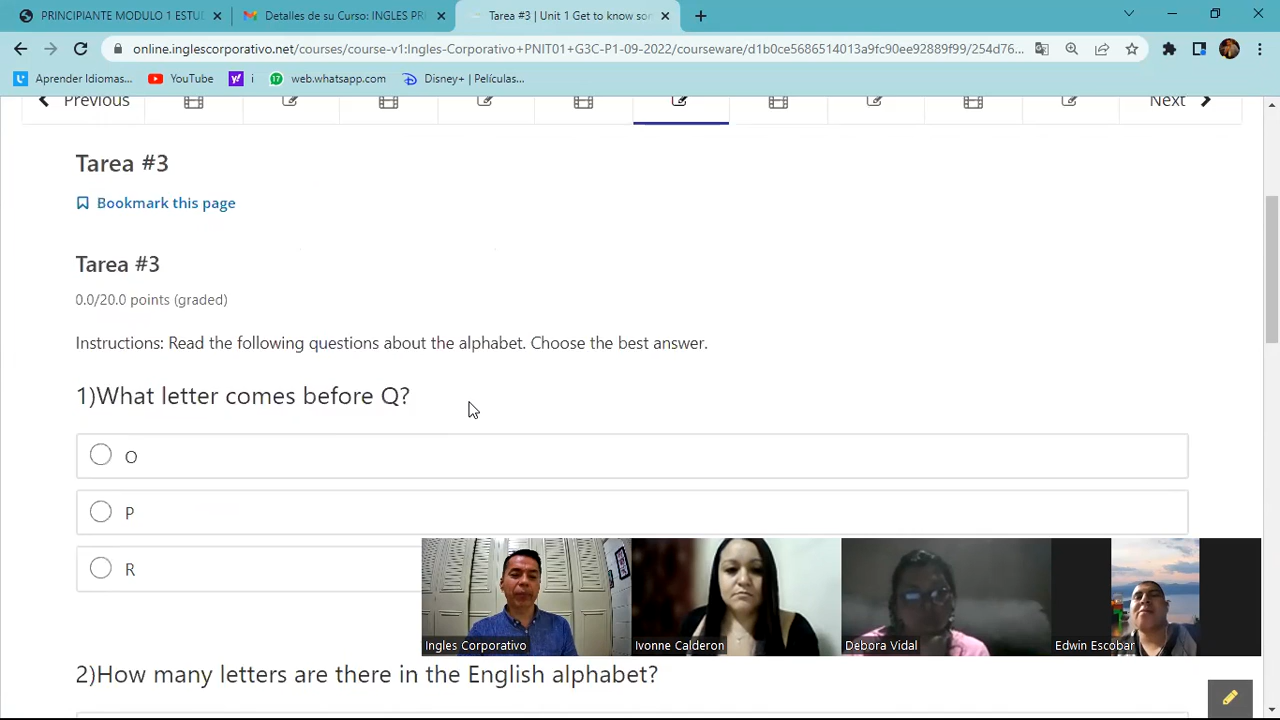 PRINCIPIANTE MODULO 1 ESTUD
Detalles de su Curso: INGLES PRI
Tarea #3 | Unit 1 Get to know som
online.inglescorporativo.net/courses/course-v1:Ingles-Corporativo+PNIT01+G3C-P1-09-2022/courseware/d1b0ce5686514013a9fc90ee92889f99/254d76...
Aprender Idiomas...
YouTube
i
web.whatsapp.com
Disney+ | Películas,...
Previous
Next
Tarea #3
Bookmark this page
Tarea #3
0.0/20.0 points (graded)
Instructions: Read the following questions about the alphabet. Choose the best answer.
1)What letter comes before Q?
O
P
R
Ingles Corporativo
Ivonne Calderon
Debora Vidal
Edwin Escobar
2)How many letters are there in the English alphabet?